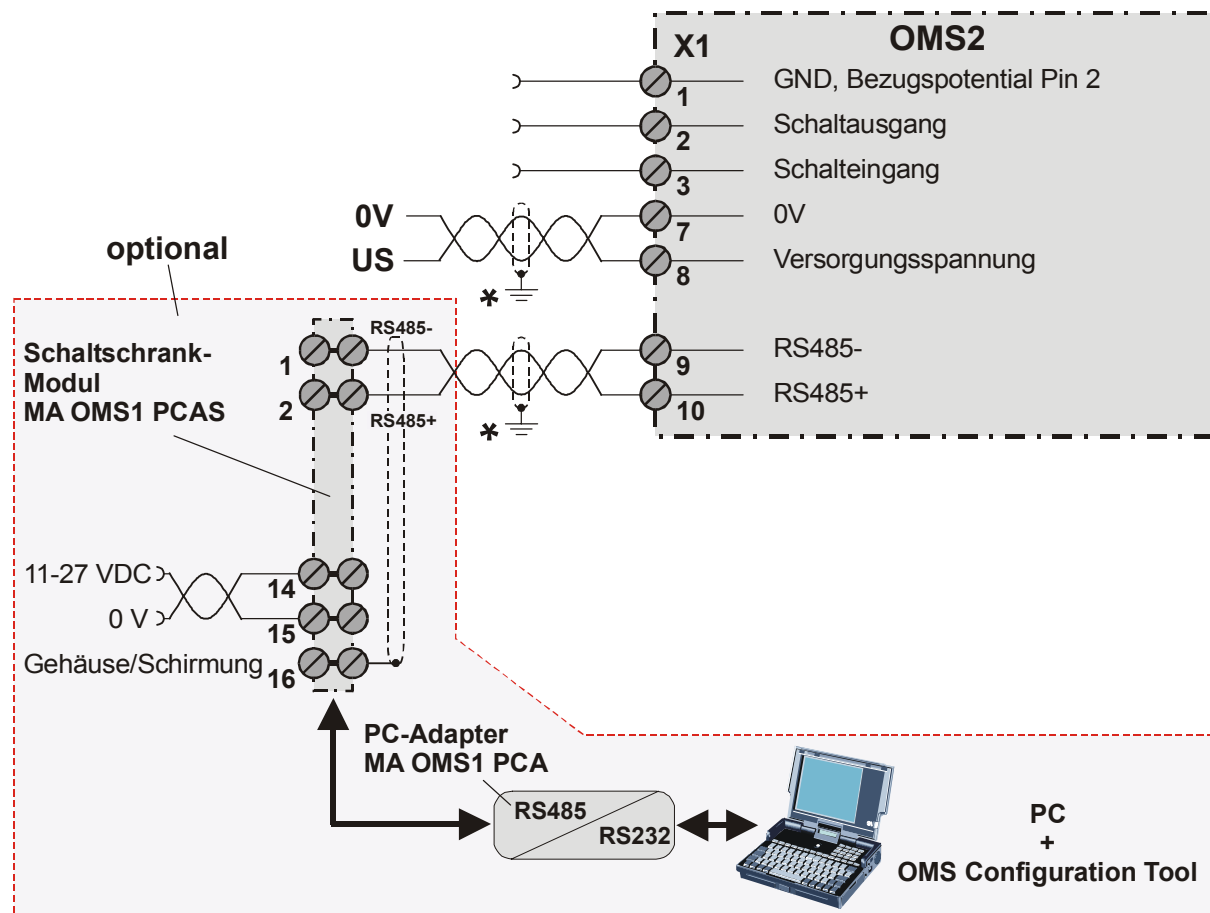 OMS2
X1
1 GND, Bezugspotential Pin 2
2 Schaltausgang
3 Schalteingang
0V 7 0V
US 8 Versorgungsspannung
*
optional
Schaltschrank-
Modul
MA OMS1 PCAS
1 RS485- 9 RS485-
2 RS485+ 10 RS485+
*
11-27 VDC 14
0 V 15
Gehäuse/Schirmung 16
PC-Adapter
MA OMS1 PCA
RS485
RS232
PC
+
OMS Configuration Tool